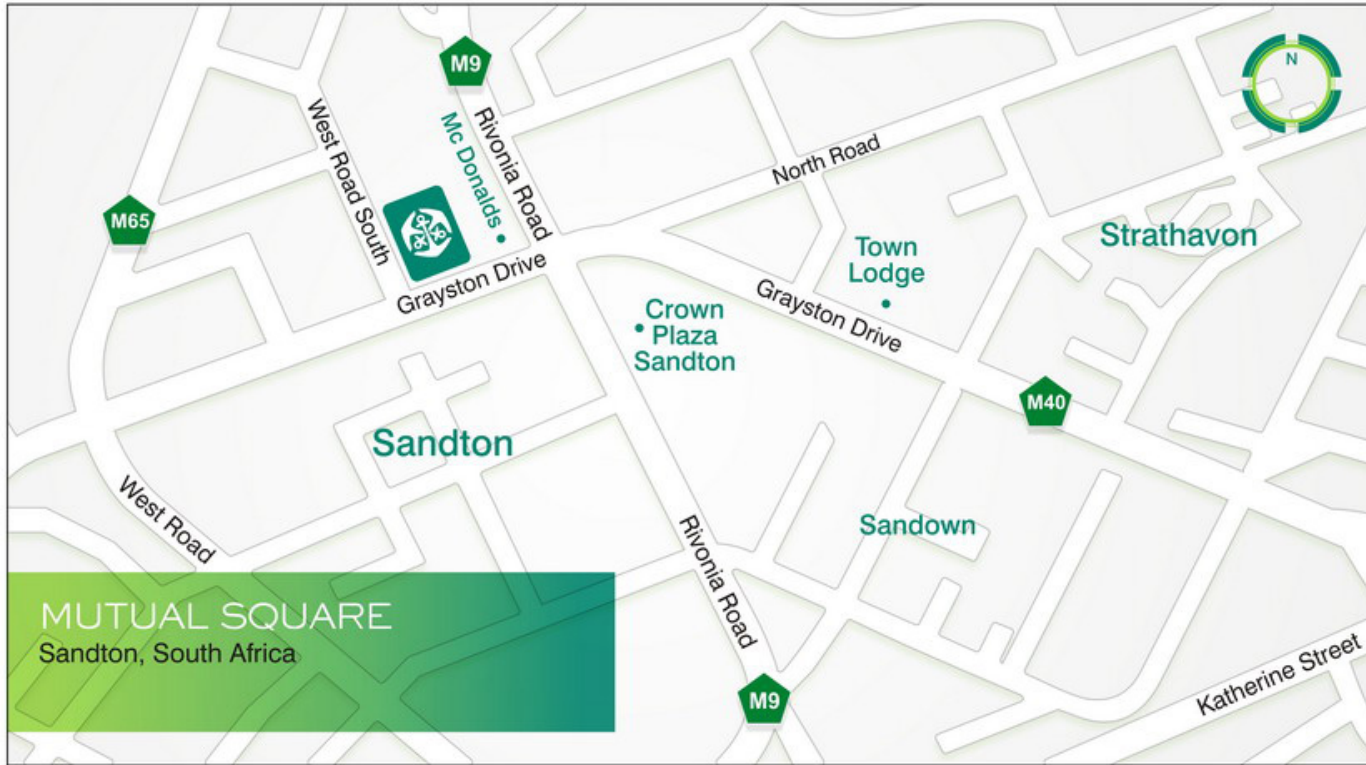 M9
N
West Road South
Mc Donalds
Rivonia Road
North Road
M65
Strathavon
Town
Lodge
Grayston Drive
Grayston Drive
Crown
Plaza
Sandton
M40
Sandton
West Road
Sandown
Rivonia Road
MUTUAL SQUARE
Sandton, South Africa
Katherine Street
M9